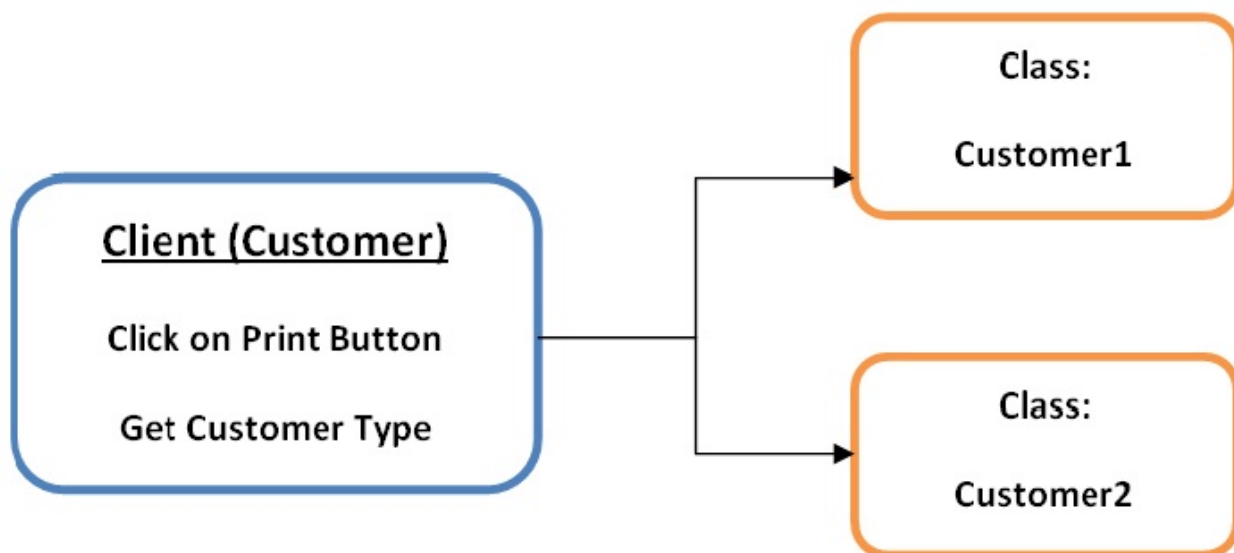 Client (Customer)
Click on Print Button
Get Customer Type
Class:
Customer1
Class:
Customer2